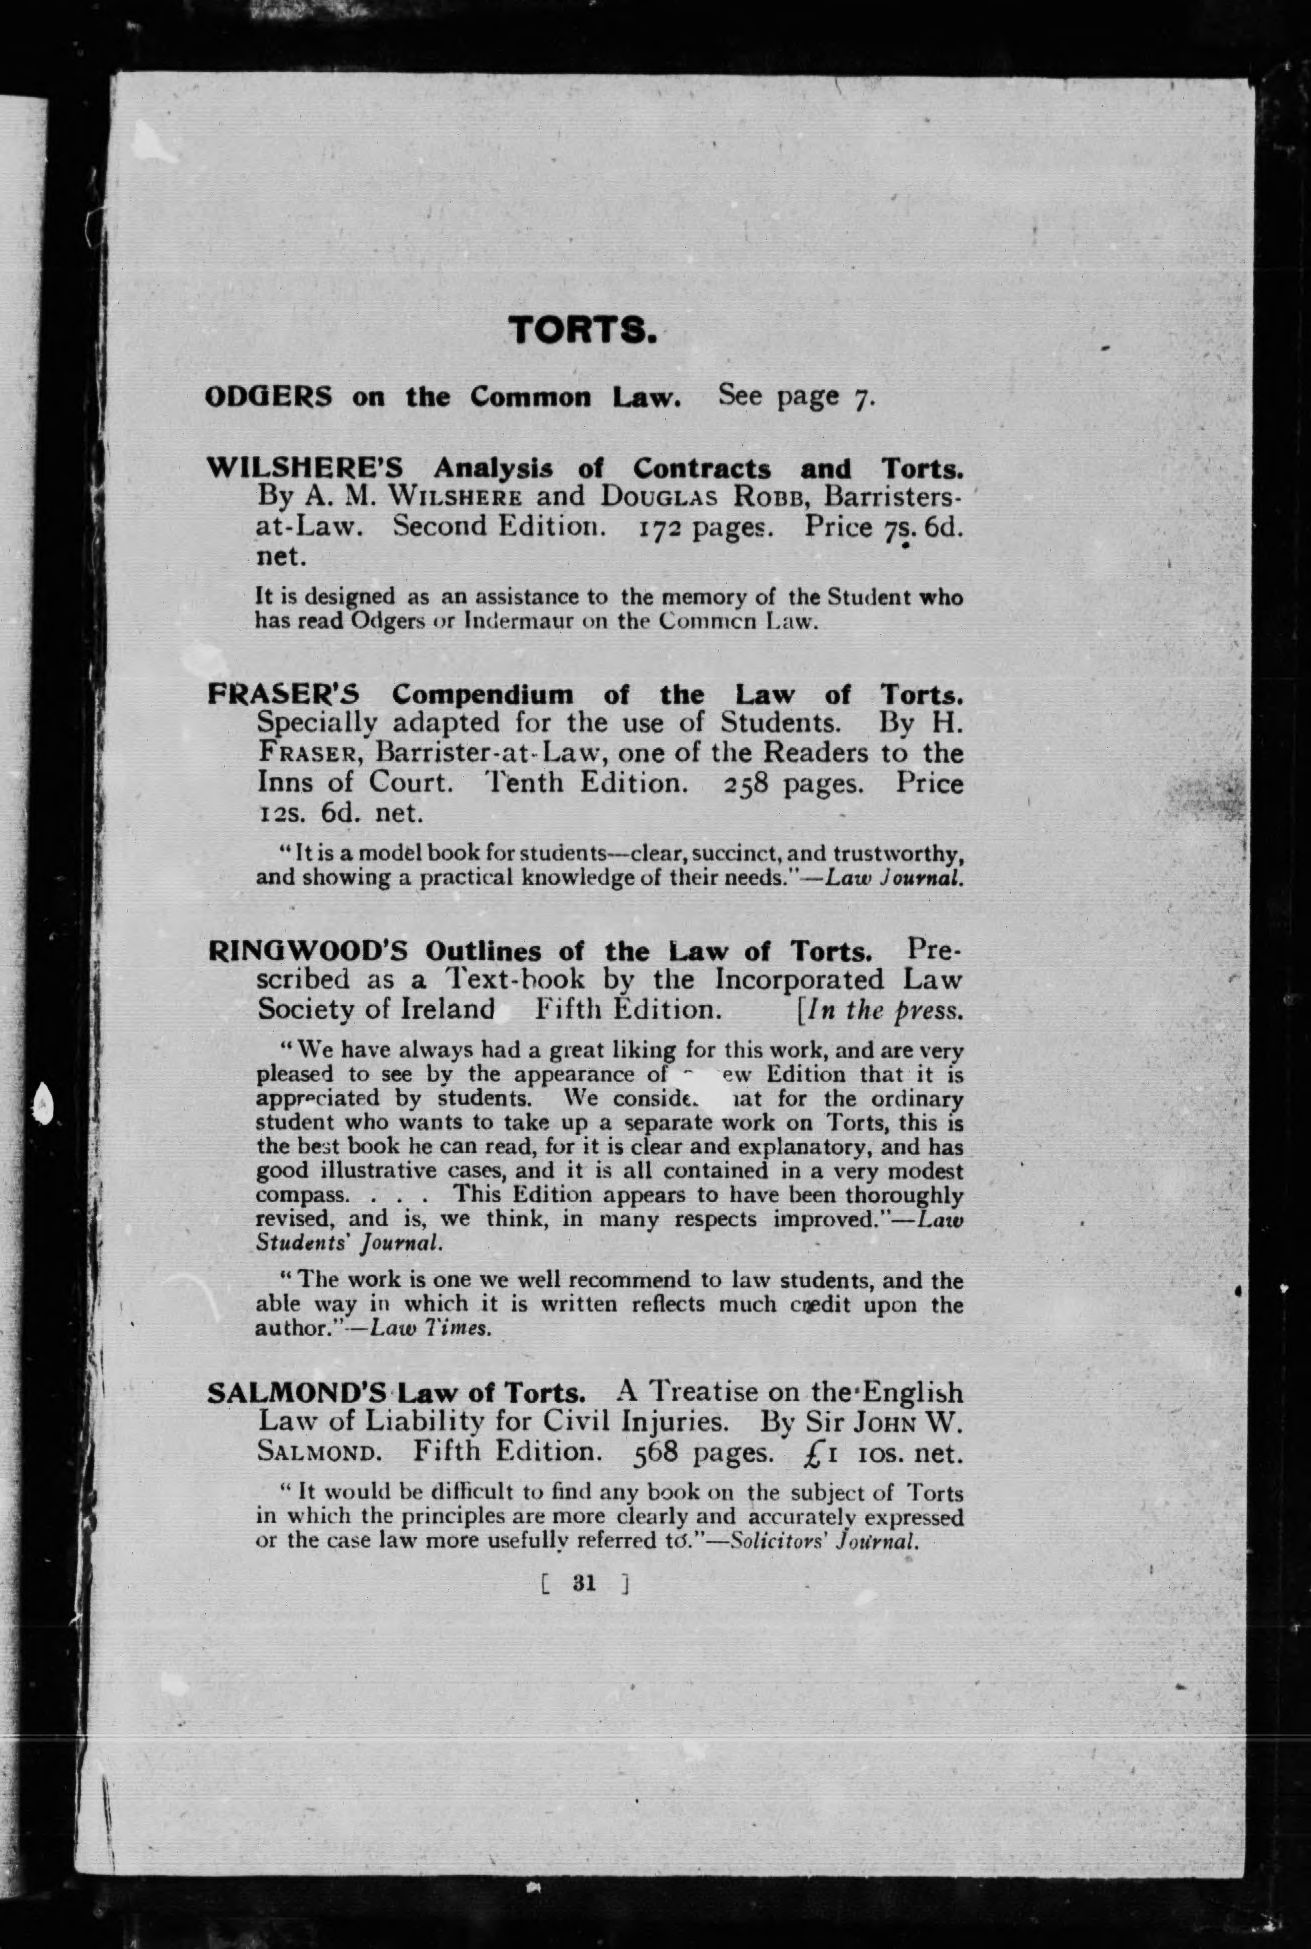 TORTS.
ODGERS on the Common Law. See page 7.
WILSHERE'S Analysis of Contracts and Torts.
By A. M. WILSHERE and DOUGLAS ROBB, Barristers-
at-Law. Second Edition. 172 pages. Price 7s. 6d.
net.
It is designed as an assistance to the memory of the Student who
has read Odgers or Indermaur on the Common Law.
FRASER'S Compendium of the Law of Torts.
Specially adapted for the use of Students. By H.
FRASER, Barrister-at-Law, one of the Readers to the
Inns of Court. Tenth Edition. 258 pages. Price
12s. 6d. net.
"It is a model book for students—clear, succinct, and trustworthy,
and showing a practical knowledge of their needs."—Law Journal.
RINGWOOD'S Outlines of the Law of Torts. Pre-
scribed as a Text-book by the Incorporated Law
Society of Ireland Fifth Edition. [In the press.
"We have always had a great liking for this work, and are very
pleased to see by the appearance of ew Edition that it is
appreciated by students. We conside. at for the ordinary
student who wants to take up a separate work on Torts, this is
the best book he can read, for it is clear and explanatory, and has
good illustrative cases, and it is all contained in a very modest
compass. . . . This Edition appears to have been thoroughly
revised, and is, we think, in many respects improved."—Law
Students' Journal.
"The work is one we well recommend to law students, and the
able way in which it is written reflects much credit upon the
author."—Law Times.
SALMOND'S Law of Torts. A Treatise on the English
Law of Liability for Civil Injuries. By Sir JOHN W.
SALMOND. Fifth Edition. 568 pages. £1 10s. net.
"It would be difficult to find any book on the subject of Torts
in which the principles are more clearly and accurately expressed
or the case law more usefully referred to."—Solicitors' Journal.
[ 31 ]